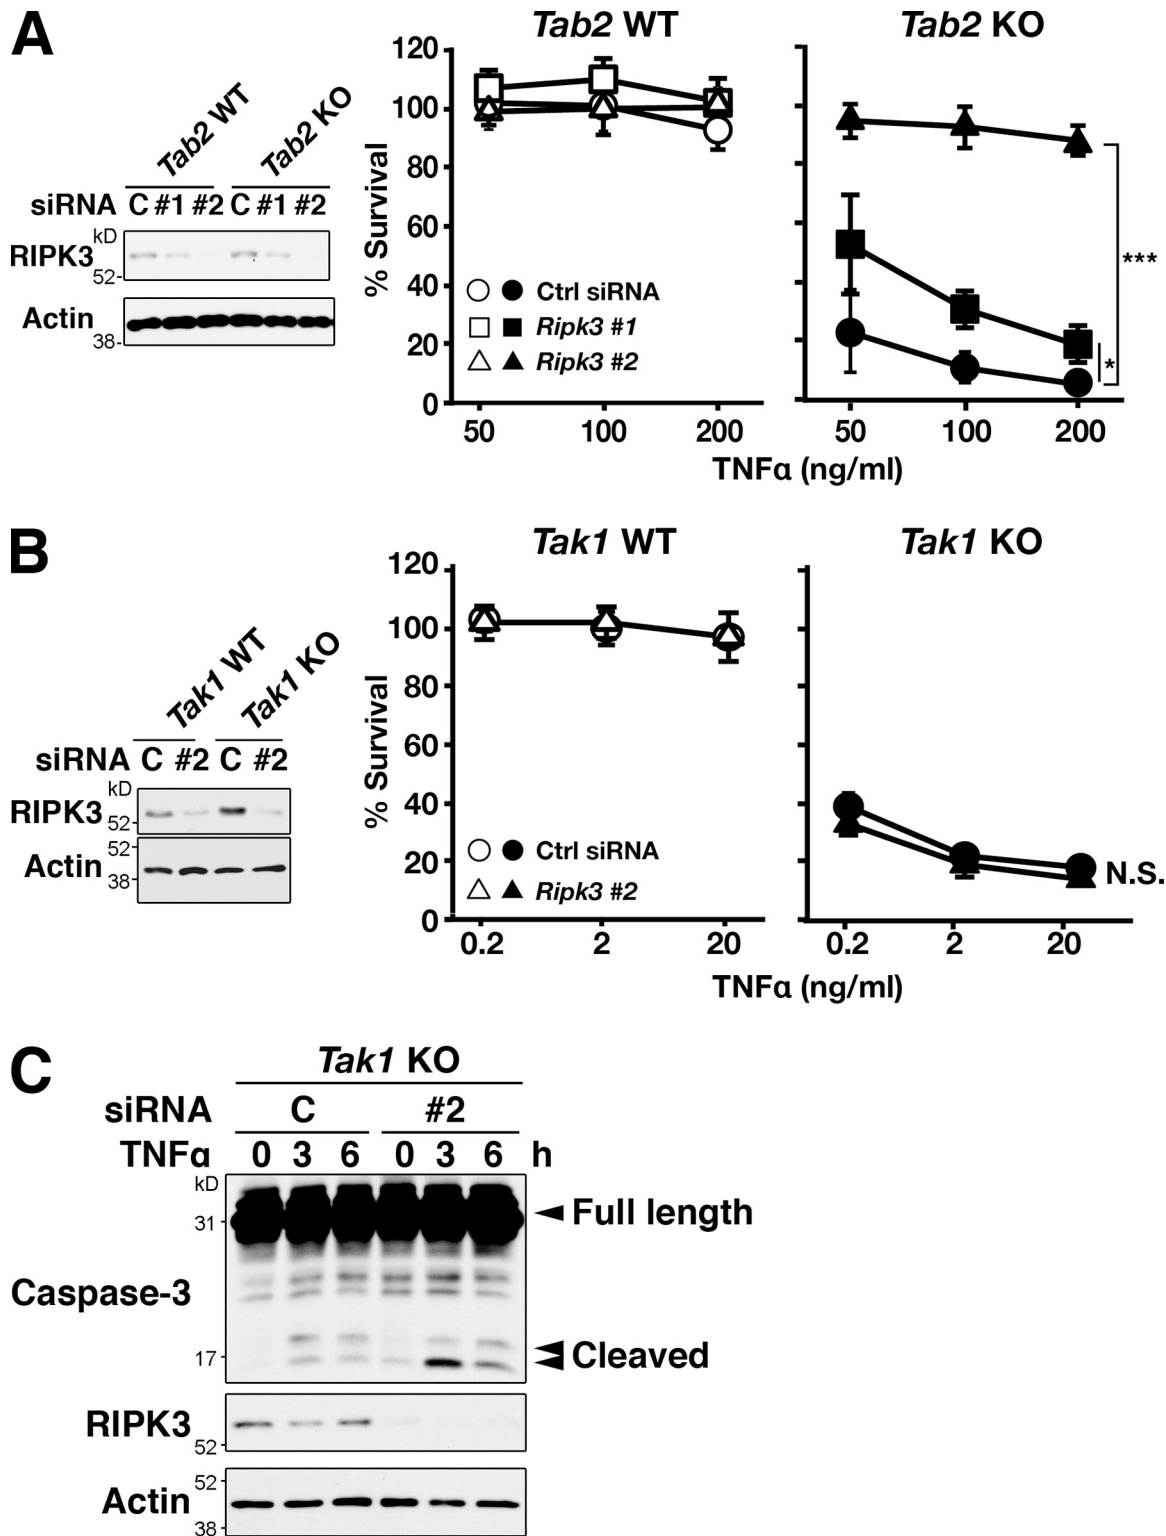 A
Tab2 WT
Tab2 KO
siRNA C #1 #2 C #1 #2
kD
RIPK3
52-
Actin
38-
Tab2 WT
Tab2 KO
% Survival
120
100
80
60
40
20
0
Ctrl siRNA
Ripk3 #1
Ripk3 #2
***
*
50 100 200
50 100 200
TNFα (ng/ml)
B
Tak1 WT
Tak1 KO
siRNA C #2 C #2
kD
RIPK3
52-
52-
Actin
38-
Tak1 WT
Tak1 KO
% Survival
120
100
80
60
40
20
0
Ctrl siRNA
Ripk3 #2
N.S.
0.2 2 20
0.2 2 20
TNFα (ng/ml)
C
Tak1 KO
siRNA C #2
TNFα 0 3 6 0 3 6 h
kD
31-
Full length
Caspase-3
17-
Cleaved
RIPK3
52-
52-
Actin
38-